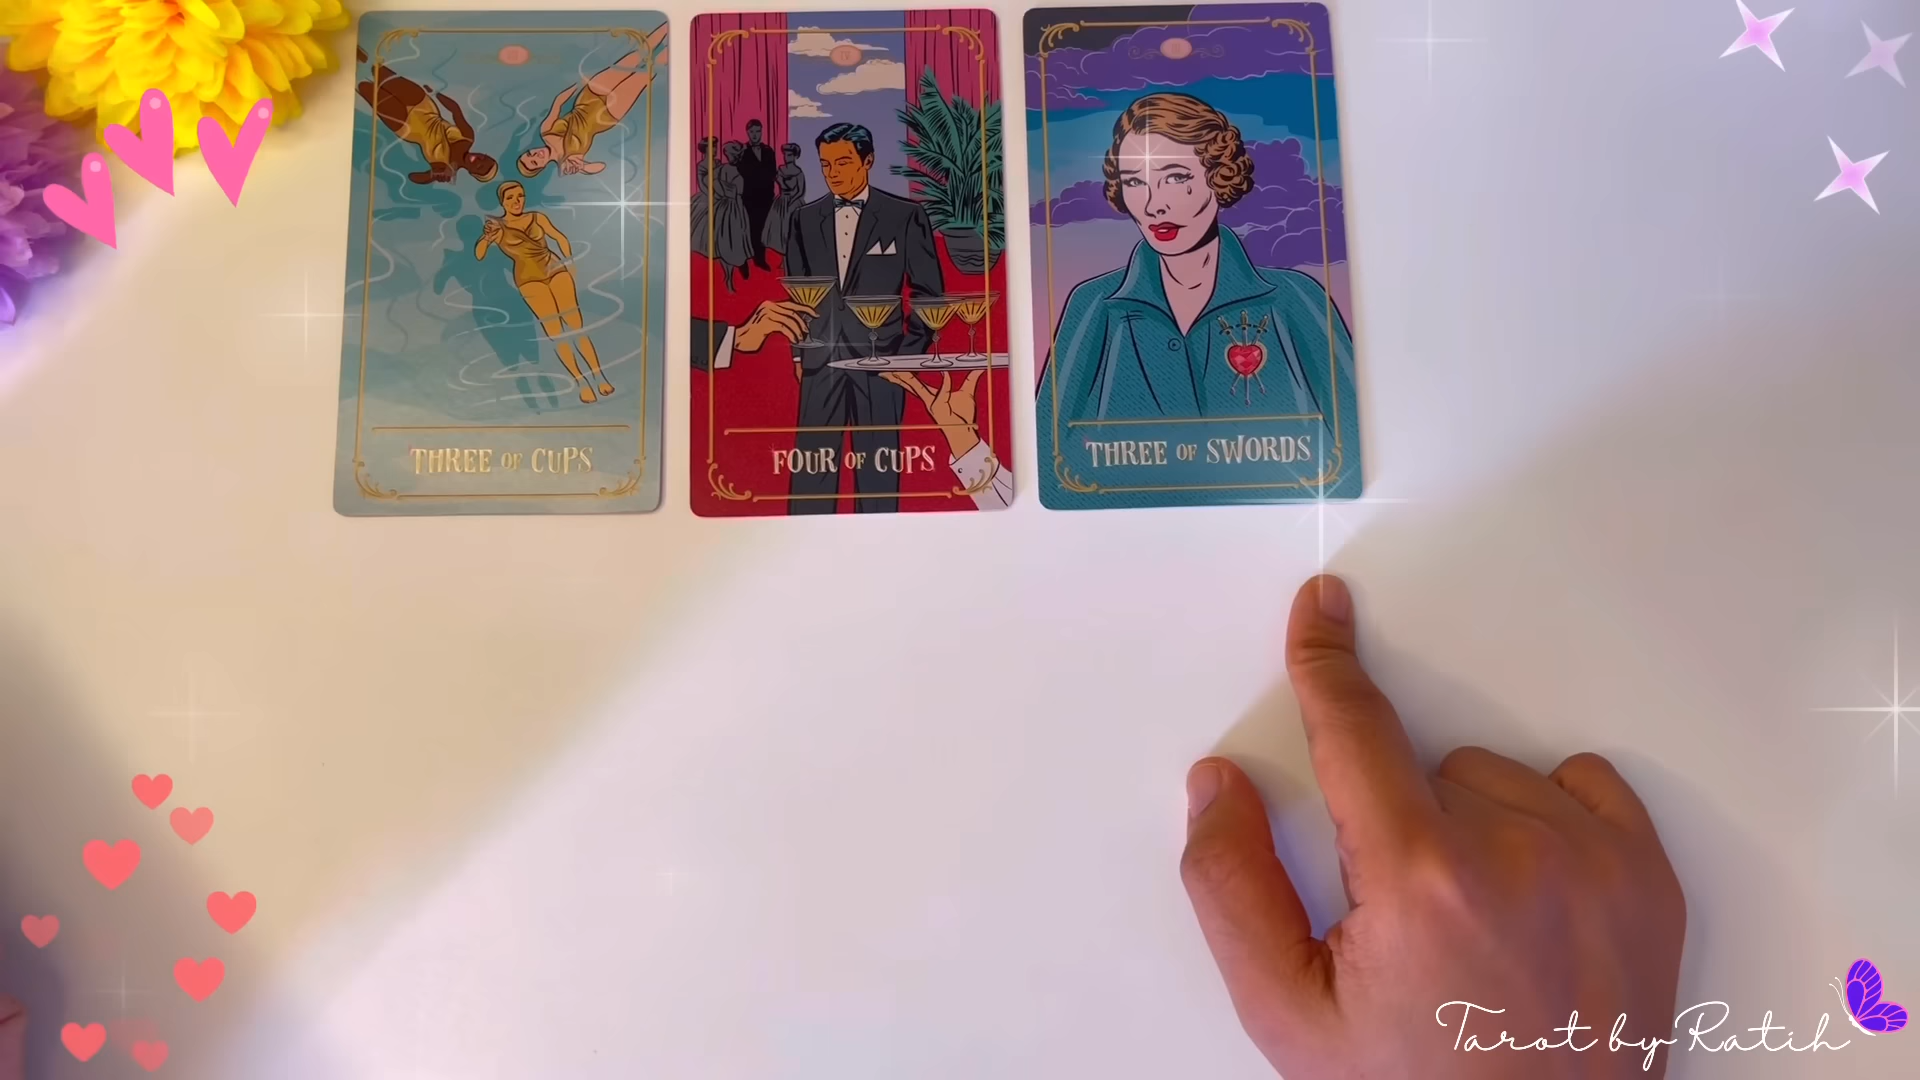 THREE OF CUPS
FOUR OF CUPS
THREE OF SWORDS
Tarot by Ratih